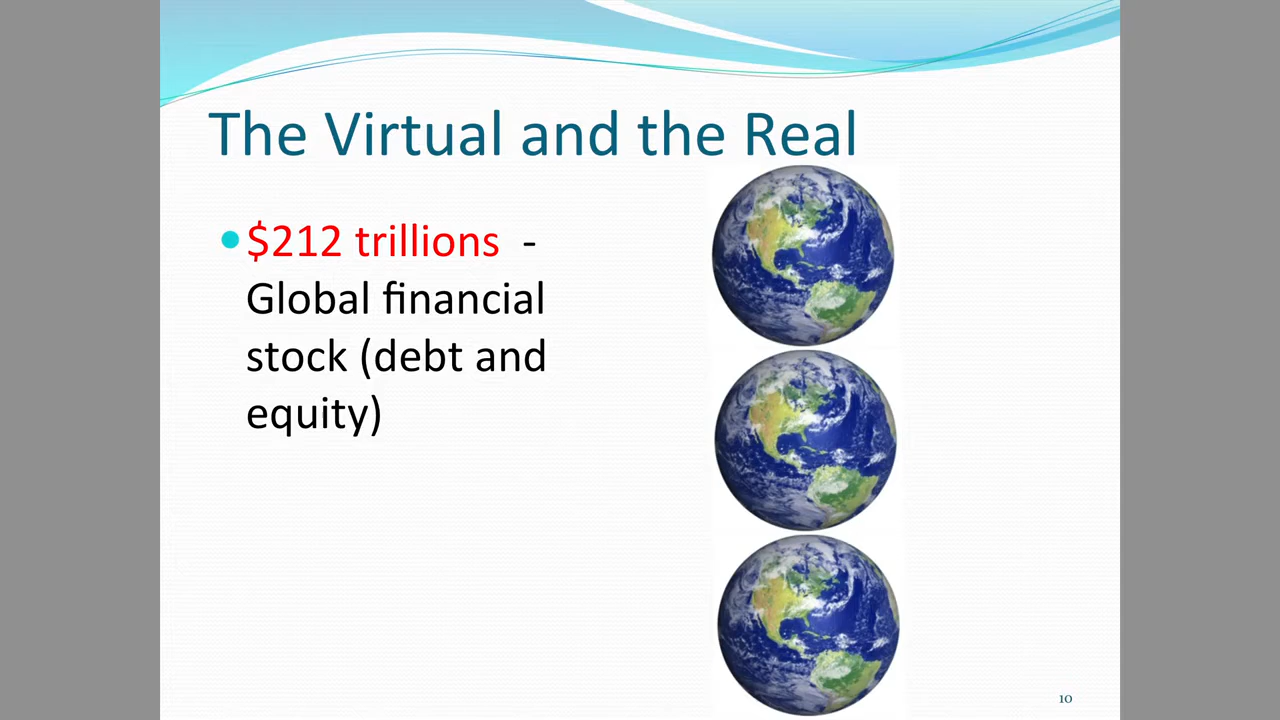 The Virtual and the Real
•$212 trillions  -
Global financial
stock (debt and
equity)
10